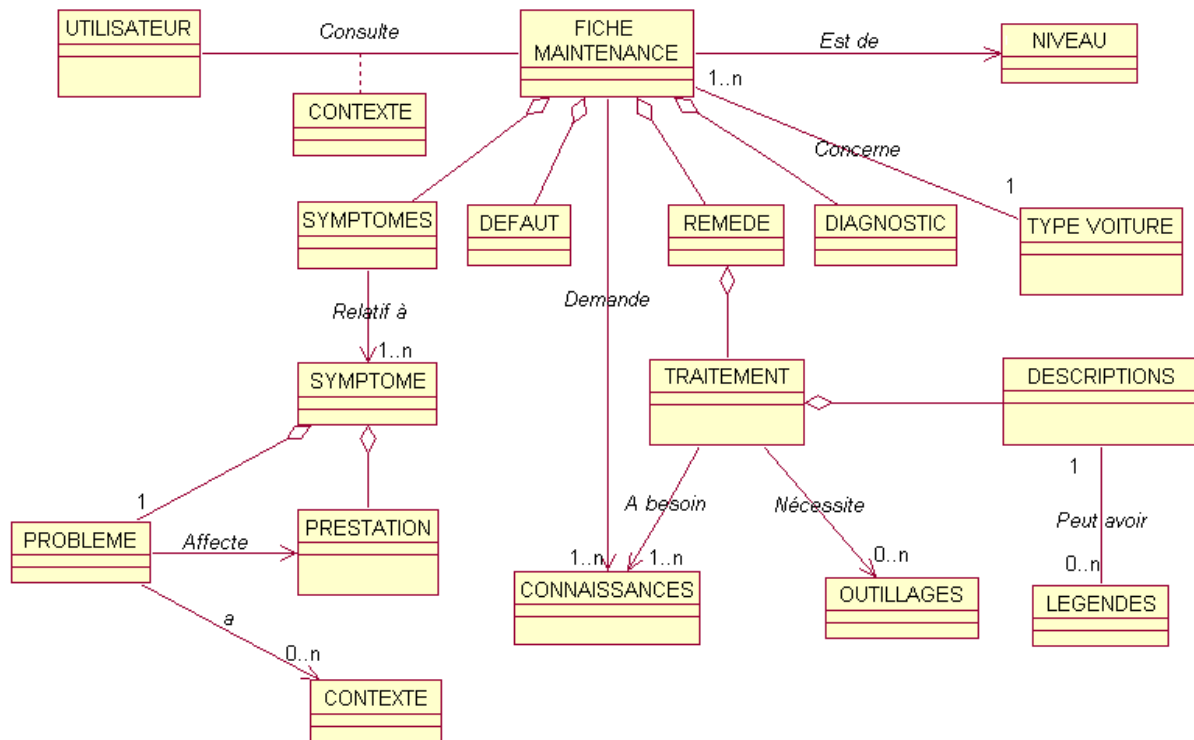 UTILISATEUR
Consulte
FICHE
MAINTENANCE
Est de
NIVEAU
1..n
CONTEXTE
Concerne
1
SYMPTOMES
DEFAUT
REMEDE
DIAGNOSTIC
TYPE VOITURE
Relatif à
Demande
1..n
SYMPTOME
TRAITEMENT
DESCRIPTIONS
1
1
A besoin
Nécessite
Peut avoir
PROBLEME
Affecte
PRESTATION
1..n
1..n
0..n
0..n
CONNAISSANCES
OUTILLAGES
LEGENDES
a
0..n
CONTEXTE